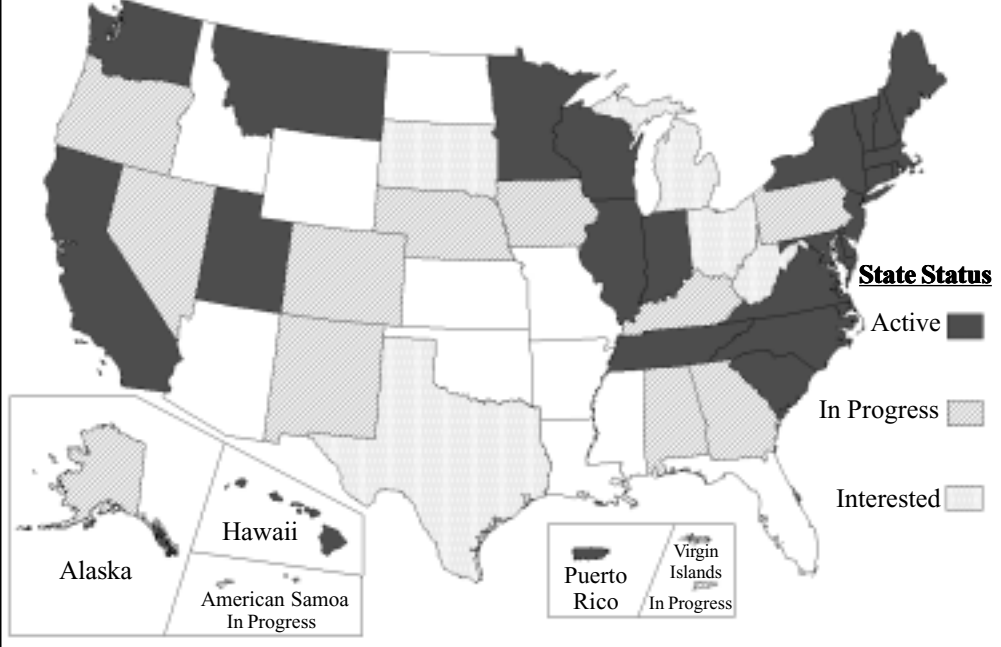 State Status
Active
In Progress
Interested
Hawaii
Alaska
American Samoa
In Progress
Puerto
Rico
Virgin
Islands
In Progress